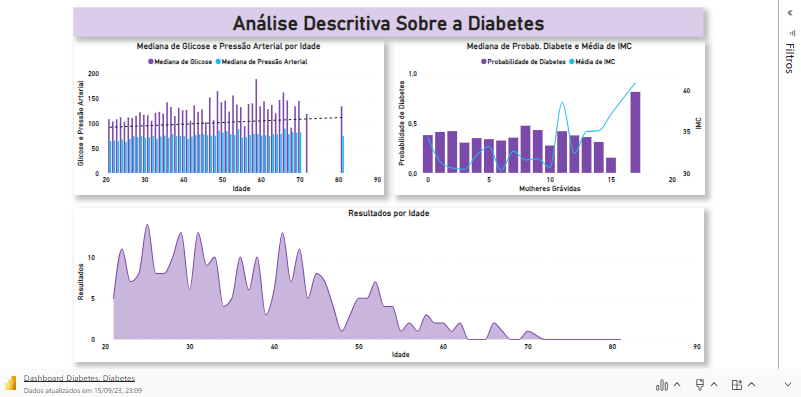 Análise Descritiva Sobre a Diabetes
Mediana de Glicose e Pressão Arterial por Idade
Mediana de Glicose Mediana de Pressão Arterial
Glicose e Pressão Arterial
200
150
100
50
0
20 30 40 50 60 70 80 90
Idade
Mediana de Probab. Diabete e Média de IMC
Probabilidade de Diabetes Média de IMC
Probabilidade de Diabetes
1,0
0,5
0,0
40
35
30
IMC
0 5 10 15 20
Mulheres Grávidas
Resultados por Idade
Resultados
10
5
0
20 30 40 50 60 70 80 90
Idade
Filtros
Dashboard Diabetes, Diabetes
Dados atualizados em 15/09/23, 23:09